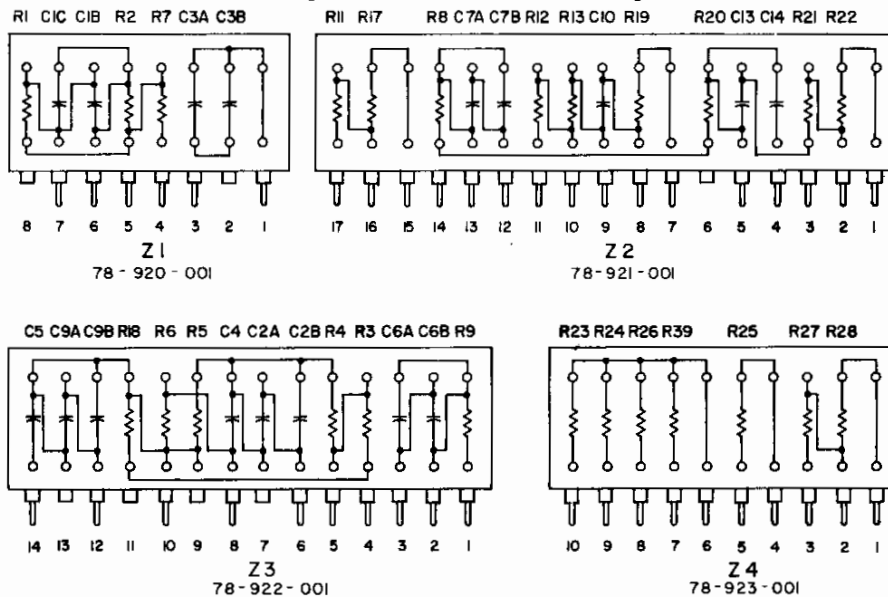 R1 C1C C1B R2 R7 C3A C3B
8 7 6 5 4 3 2 1
Z1
78-920-001
R11 R17 R8 C7A C7B R12 R13 C10 R19 R20 C13 C14 R21 R22
17 16 15 14 13 12 11 10 9 8 7 6 5 4 3 2 1
Z2
78-921-001
C5 C9A C9B R18 R6 R5 C4 C2A C2B R4 R3 C6A C6B R9
14 13 12 11 10 9 8 7 6 5 4 3 2 1
Z3
78-922-001
R23 R24 R26 R39 R25 R27 R28
10 9 8 7 6 5 4 3 2 1
Z4
78-923-001